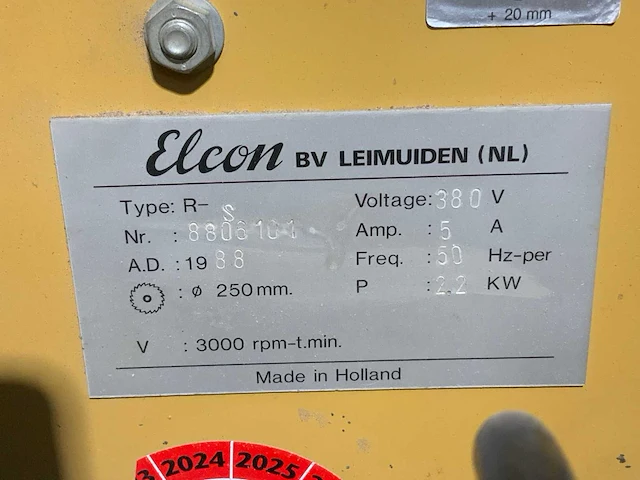 + 20 mm
Elcon BV LEIMUIDEN (NL)
Type: R-S
Nr. : 8808101
A.D. : 1988
: ø 250 mm.
V : 3000 rpm-t.min.
Voltage: 380 V
Amp. : 5 A
Freq. : 50 Hz-per
P : 2.2 KW
Made in Holland
2024 2025